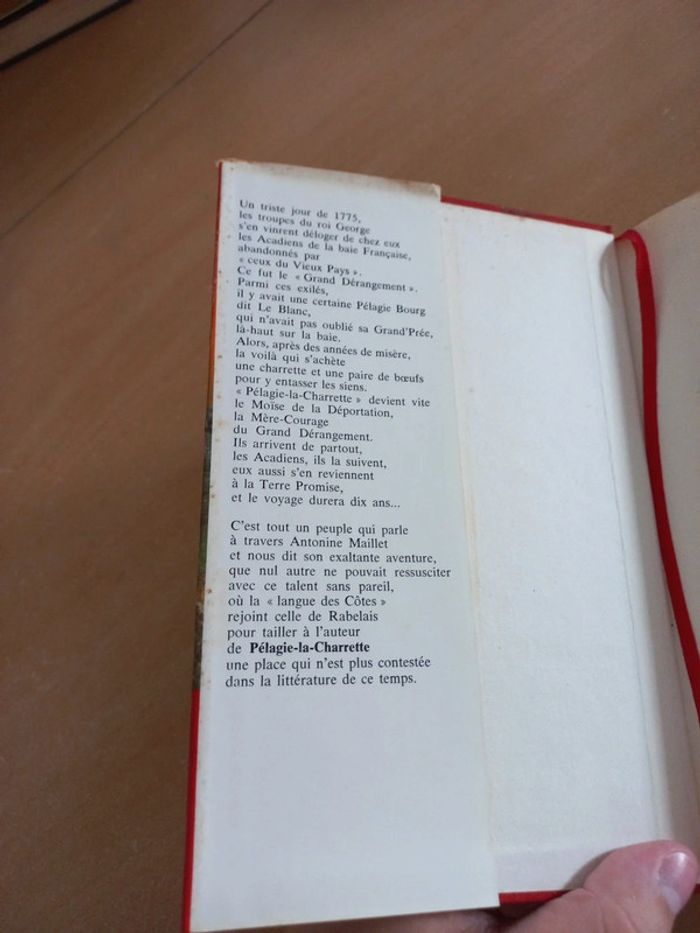 Un triste jour de 1775,
les troupes du roi George
s'en vinrent déloger de chez eux
les Acadiens de la baie Française,
abandonnés par
« ceux du Vieux Pays ».
Ce fut le « Grand Dérangement ».
Parmi ces exilés,
il y avait une certaine Pélagie Bourg
dit Le Blanc,
qui n'avait pas oublié sa Grand'Prée,
là-haut sur la baie.
Alors, après des années de misère,
la voilà qui s'achète
une charrette et une paire de bœufs
pour y entasser les siens.
« Pélagie-la-Charrette » devient vite
le Moïse de la Déportation,
la Mère-Courage
du Grand Dérangement.
Ils arrivent de partout,
les Acadiens, ils la suivent,
eux aussi s'en reviennent
à la Terre Promise,
et le voyage durera dix ans...
C'est tout un peuple qui parle
à travers Antonine Maillet
et nous dit son exaltante aventure,
que nul autre ne pouvait ressusciter
avec ce talent sans pareil,
où la « langue des Côtes »
rejoint celle de Rabelais
pour tailler à l'auteur
de Pélagie-la-Charrette
une place qui n'est plus contestée
dans la littérature de ce temps.